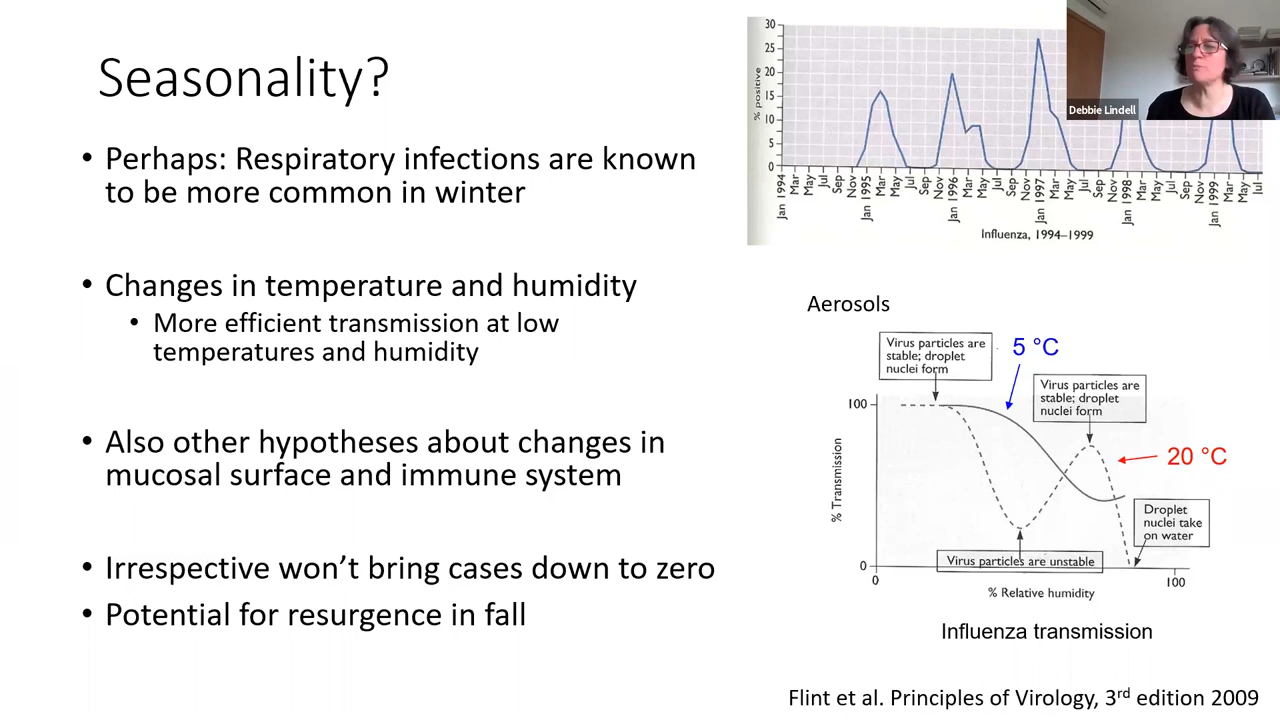 Seasonality?
• Perhaps: Respiratory infections are known
to be more common in winter
• Changes in temperature and humidity
• More efficient transmission at low
temperatures and humidity
• Also other hypotheses about changes in
mucosal surface and immune system
• Irrespective won’t bring cases down to zero
• Potential for resurgence in fall
% positive
30
25
20
15
10
5
0
Jan 1994
Mar
May
Jul
Sep
Nov
Jan 1995
Mar
May
Jul
Sep
Nov
Jan 1996
Mar
May
Jul
Sep
Nov
Jan 1997
Mar
May
Jul
Sep
Nov
Jan 1998
Mar
May
Jul
Sep
Nov
Jan 1999
Mar
May
Jul
Influenza, 1994–1999
Debbie Lindell
Aerosols
Virus particles are
stable; droplet
nuclei form
5 °C
Virus particles are
stable; droplet
nuclei form
20 °C
100
% Transmission
Droplet
nuclei take
on water
Virus particles are unstable
0
0
100
% Relative humidity
Influenza transmission
Flint et al. Principles of Virology, 3rd edition 2009